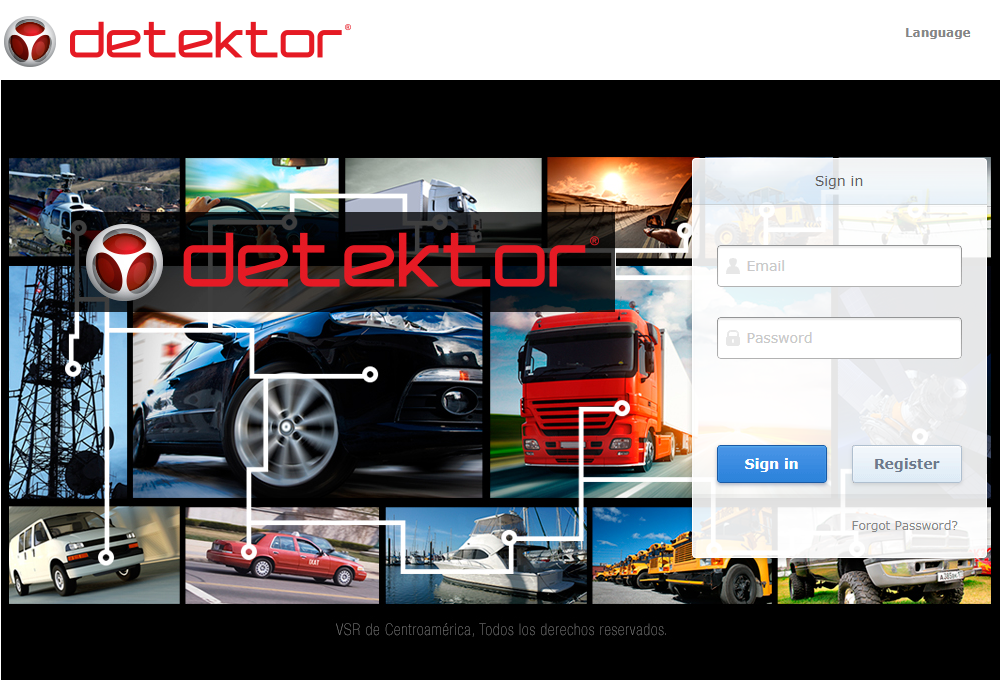 detektor®
Language
Sign in
detektor®
Email
Password
Sign in
Register
Forgot Password?
TAXI
VSR de Centroamérica, Todos los derechos reservados.